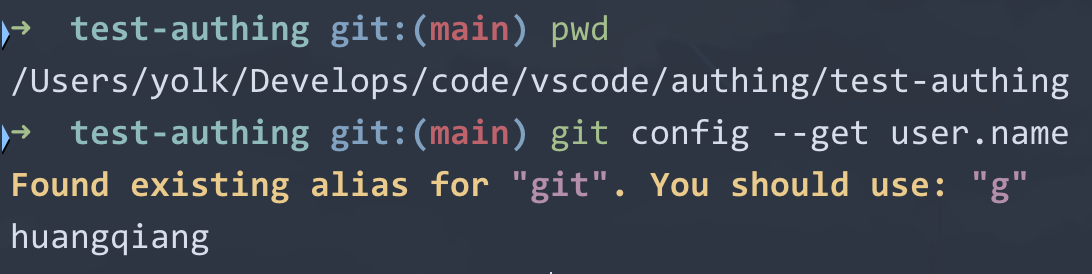 ➜  test-authing git:(main) pwd
/Users/yolk/Develops/code/vscode/authing/test-authing
➜  test-authing git:(main) git config --get user.name
Found existing alias for "git". You should use: "g"
huangqiang